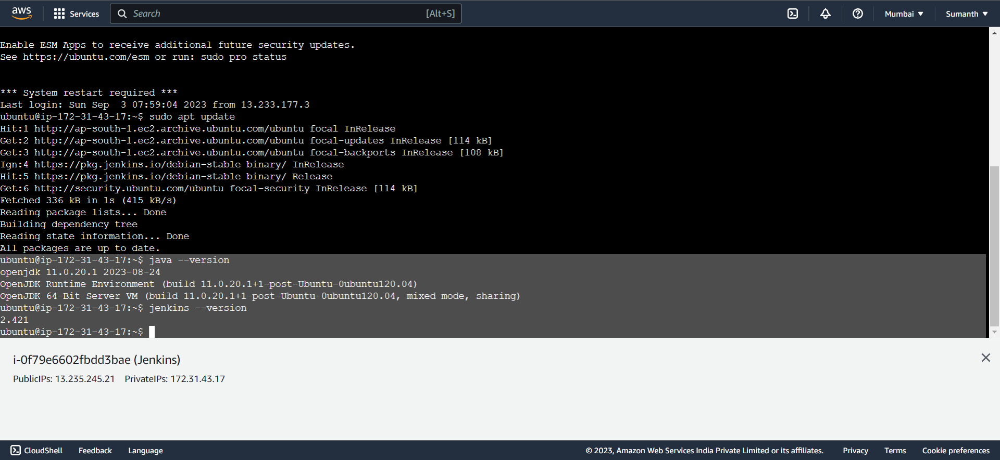 aws Services Search [Alt+S] Mumbai ▼ Sumanth ▼
Enable ESM Apps to receive additional future security updates.
See https://ubuntu.com/esm or run: sudo pro status
*** System restart required ***
Last login: Sun Sep  3 07:59:04 2023 from 13.233.177.3
ubuntu@ip-172-31-43-17:~$ sudo apt update
Hit:1 http://ap-south-1.ec2.archive.ubuntu.com/ubuntu focal InRelease
Get:2 http://ap-south-1.ec2.archive.ubuntu.com/ubuntu focal-updates InRelease [114 kB]
Get:3 http://ap-south-1.ec2.archive.ubuntu.com/ubuntu focal-backports InRelease [108 kB]
Ign:4 https://pkg.jenkins.io/debian-stable binary/ InRelease
Hit:5 https://pkg.jenkins.io/debian-stable binary/ Release
Get:6 http://security.ubuntu.com/ubuntu focal-security InRelease [114 kB]
Fetched 336 kB in 1s (415 kB/s)
Reading package lists... Done
Building dependency tree
Reading state information... Done
All packages are up to date.
ubuntu@ip-172-31-43-17:~$ java --version
openjdk 11.0.20.1 2023-08-24
OpenJDK Runtime Environment (build 11.0.20.1+1-post-Ubuntu-0ubuntu120.04)
OpenJDK 64-Bit Server VM (build 11.0.20.1+1-post-Ubuntu-0ubuntu120.04, mixed mode, sharing)
ubuntu@ip-172-31-43-17:~$ jenkins --version
2.421
ubuntu@ip-172-31-43-17:~$
i-0f79e6602fbdd3bae (Jenkins)
PublicIPs: 13.235.245.21 PrivateIPs: 172.31.43.17
CloudShell Feedback Language © 2023, Amazon Web Services India Private Limited or its affiliates. Privacy Terms Cookie preferences